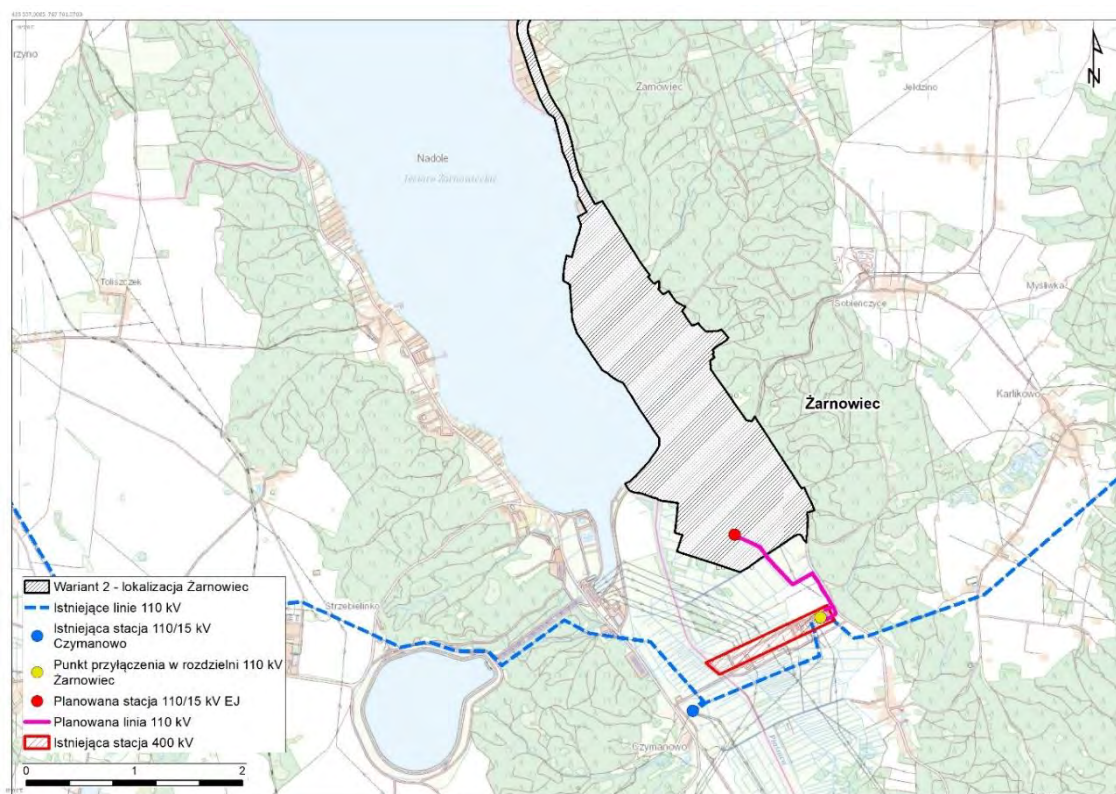 Żarnowiec
Jeldzino
Nadole
Jezioro Żarnowieckie
Toliszczek
Sobieńczyce
Myśliwka
Żarnowiec
Karlikowo
Strzebielinko
Czymanowo
Wariant 2 - lokalizacja Żarnowiec
Istniejące linie 110 kV
Istniejąca stacja 110/15 kV
Czymanowo
Punkt przyłączenia w rozdzielni 110 kV
Żarnowiec
Planowana stacja 110/15 kV EJ
Planowana linia 110 kV
Istniejąca stacja 400 kV
0 1 2
N